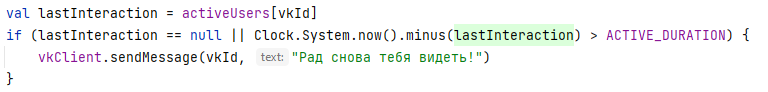 val lastInteraction = activeUsers[vkId]
if (lastInteraction == null || Clock.System.now().minus(lastInteraction) > ACTIVE_DURATION) {
    vkClient.sendMessage(vkId, text: "Рад снова тебя видеть!")
}